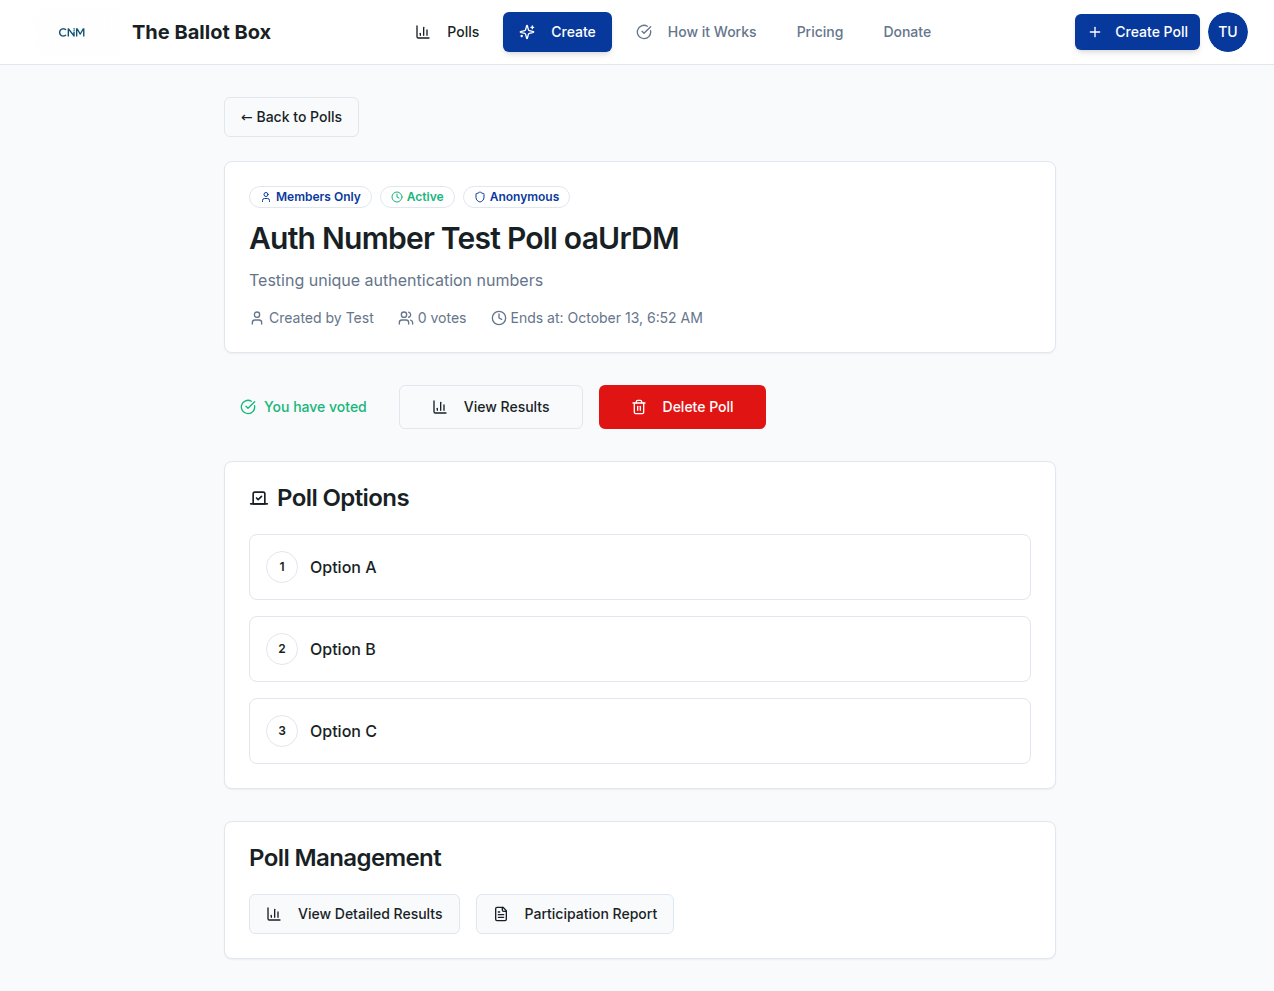 CNM The Ballot Box Polls Create How it Works Pricing Donate Create Poll TU
← Back to Polls
Members Only Active Anonymous
Auth Number Test Poll oaUrDM
Testing unique authentication numbers
Created by Test 0 votes Ends at: October 13, 6:52 AM
You have voted View Results Delete Poll
Poll Options
1 Option A
2 Option B
3 Option C
Poll Management
View Detailed Results Participation Report